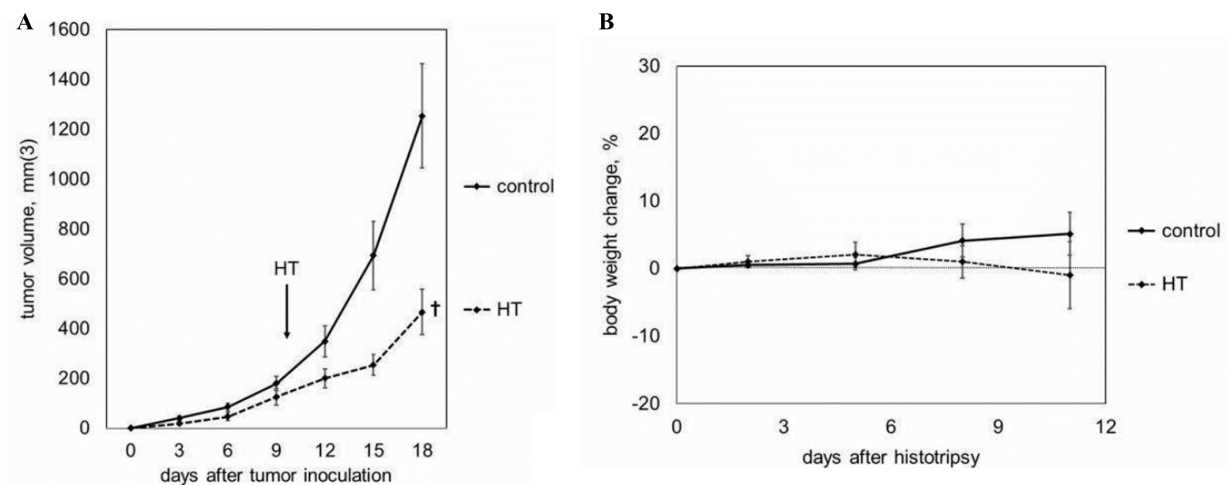 A
1600
1400
1200
1000
800
600
400
200
0
tumor volume, mm(3)
HT
†
0 3 6 9 12 15 18
days after tumor inoculation
control
HT
B
30
20
10
0
-10
-20
body weight change, %
0 3 6 9 12
days after histotripsy
control
HT